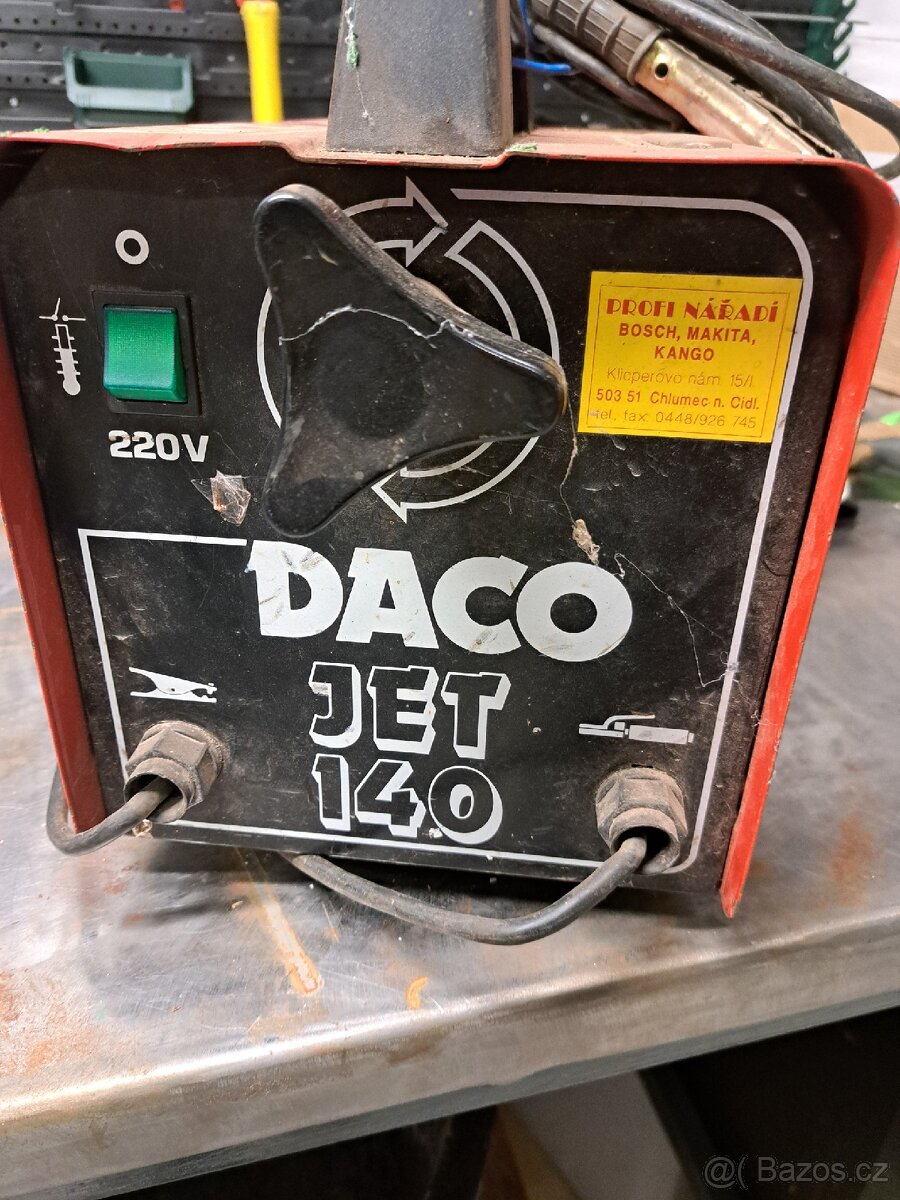 O
220V
PROFI NÁŘADÍ
BOSCH, MAKITA,
KANGO
Klicperovo nám. 15/I.
503 51 Chlumec n. Cidl.
tel, fax: 0448/926 745
DACO
JET
140
@( Bazos.cz